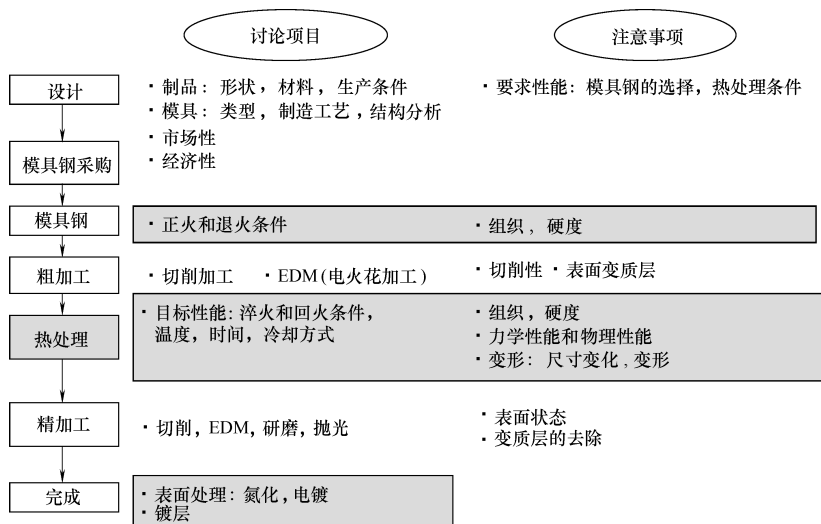 讨论项目
注意事项
设计
· 制品：形状，材料，生产条件
· 模具：类型，制造工艺，结构分析
· 市场性
· 经济性
· 要求性能：模具钢的选择，热处理条件
模具钢采购
模具钢
· 正火和退火条件
· 组织，硬度
粗加工
· 切削加工 · EDM(电火花加工)
· 切削性 · 表面变质层
热处理
· 目标性能：淬火和回火条件，
温度，时间，冷却方式
· 组织，硬度
· 力学性能和物理性能
· 变形：尺寸变化，变形
精加工
· 切削，EDM，研磨，抛光
· 表面状态
· 变质层的去除
完成
· 表面处理：氮化，电镀
· 镀层